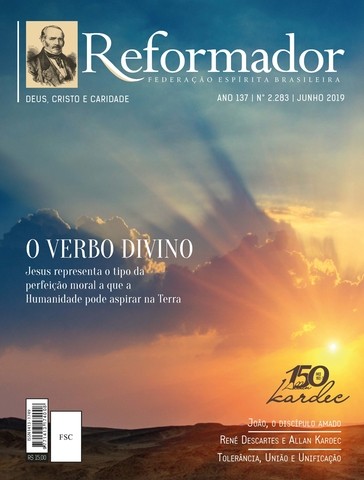 Reformador
FEDERAÇÃO ESPÍRITA BRASILEIRA
DEUS, CRISTO E CARIDADE
ANO 137 | Nº 2.283 | JUNHO 2019
O VERBO DIVINO
Jesus representa o tipo da
perfeição moral a que a
Humanidade pode aspirar na Terra
150
kardec
FSC
R$ 15,00
João, o discípulo amado
René Descartes e Allan Kardec
Tolerância, União e Unificação